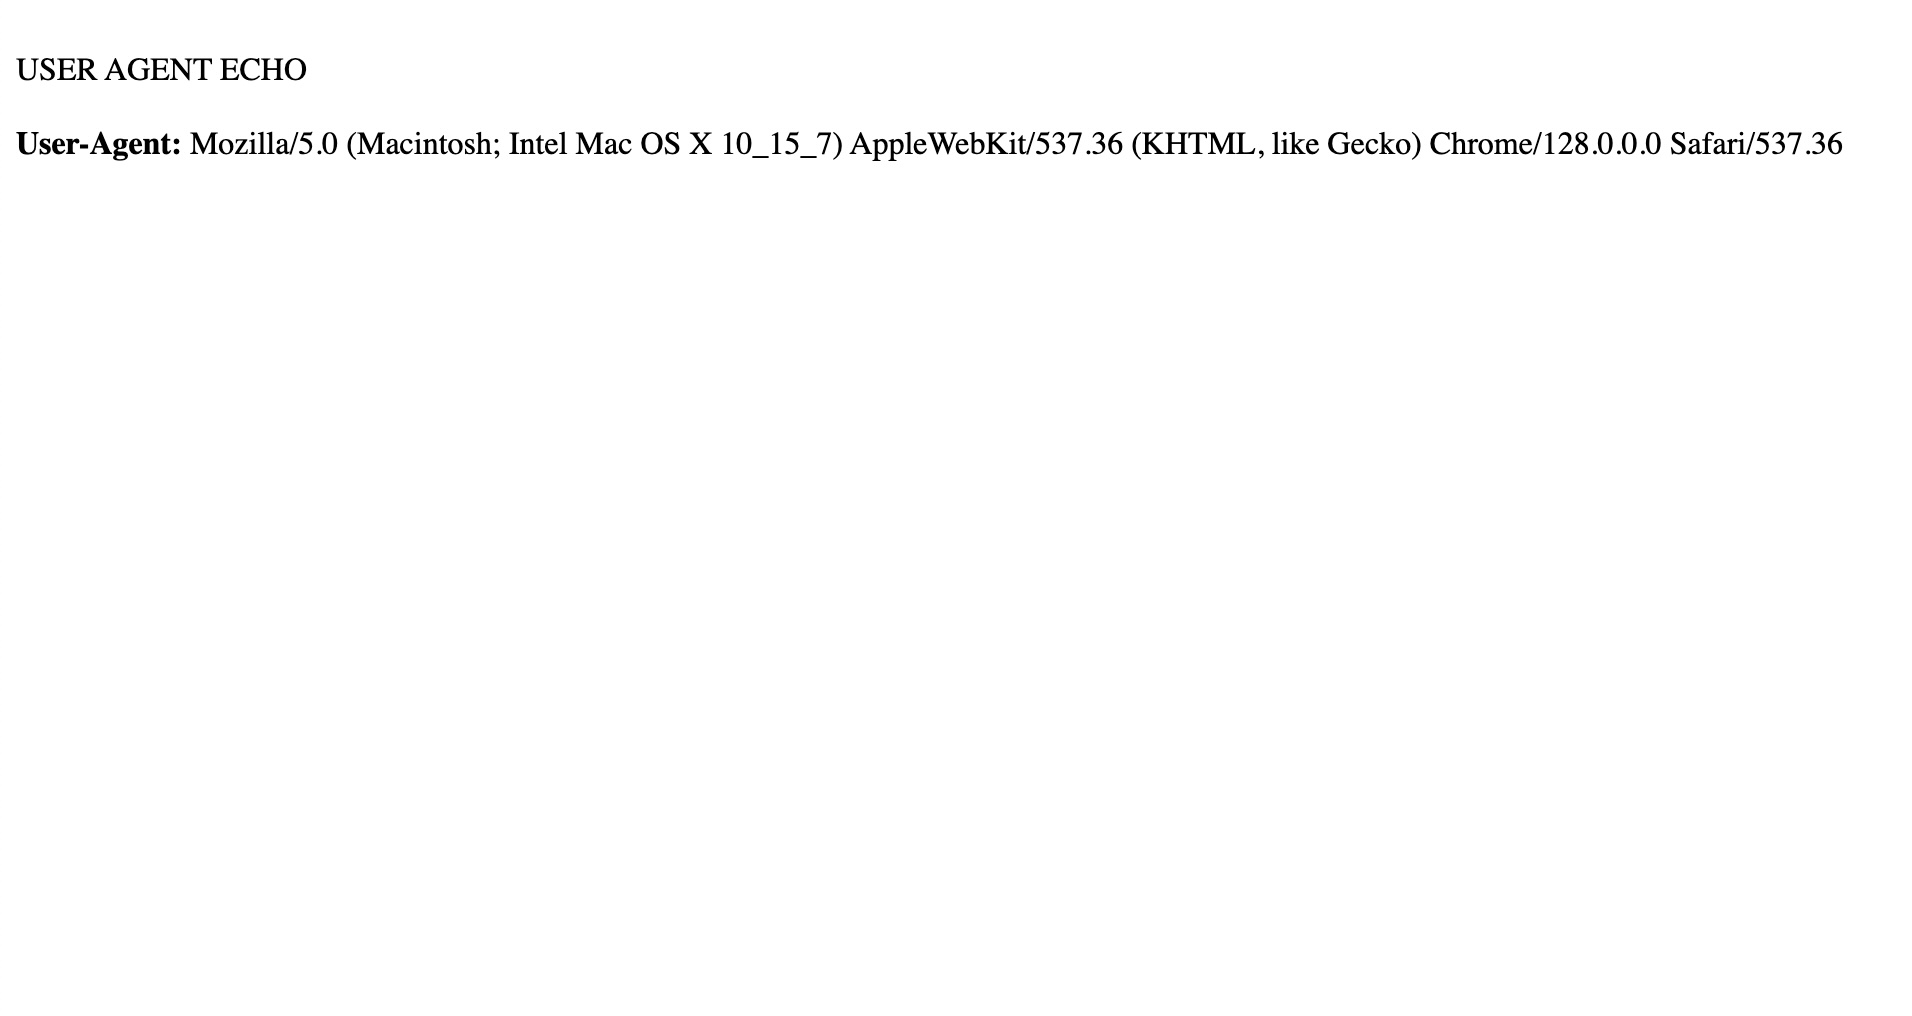 USER AGENT ECHO
User-Agent: Mozilla/5.0 (Macintosh; Intel Mac OS X 10_15_7) AppleWebKit/537.36 (KHTML, like Gecko) Chrome/128.0.0.0 Safari/537.36